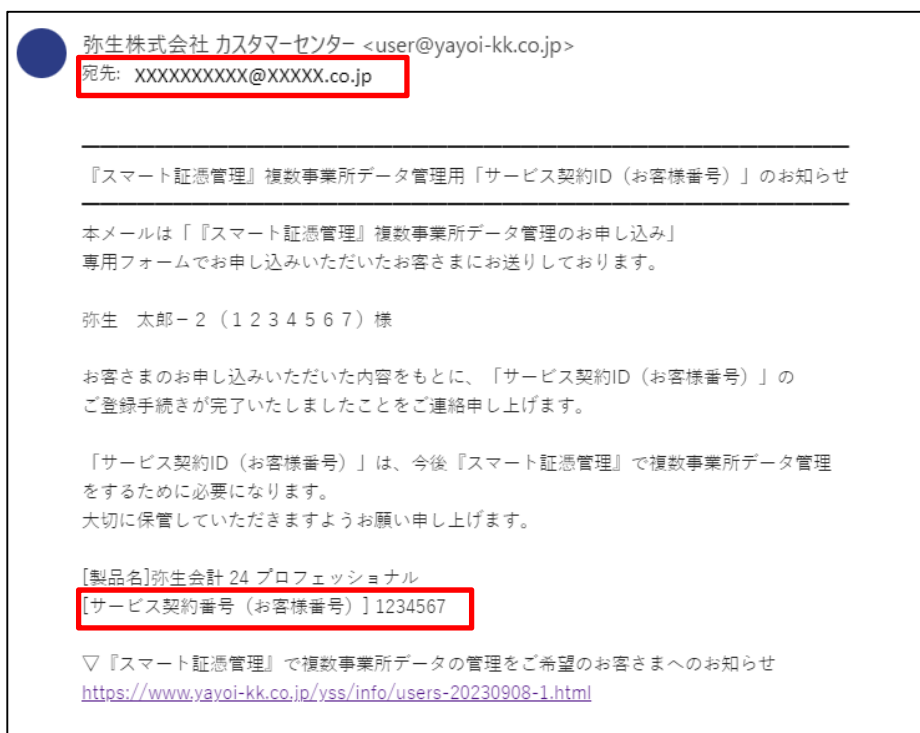 弥生株式会社 カスタマーセンター <user@yayoi-kk.co.jp>
宛先: XXXXXXXXXX@XXXXX.co.jp
『スマート証憑管理』複数事業所データ管理用「サービス契約ID（お客様番号）」のお知らせ
本メールは「『スマート証憑管理』複数事業所データ管理のお申し込み」
専用フォームでお申し込みいただいたお客さまにお送りしております。
弥生　太郎－２（１２３４５６７）様
お客さまのお申し込みいただいた内容をもとに、「サービス契約ID（お客様番号）」の
ご登録手続きが完了いたしましたことをご連絡申し上げます。
「サービス契約ID（お客様番号）」は、今後『スマート証憑管理』で複数事業所データ管理
をするために必要になります。
大切に保管していただきますようお願い申し上げます。
[製品名]弥生会計 24 プロフェッショナル
[サービス契約番号（お客様番号）] 1234567
▽『スマート証憑管理』で複数事業所データの管理をご希望のお客さまへのお知らせ
https://www.yayoi-kk.co.jp/yss/info/users-20230908-1.html